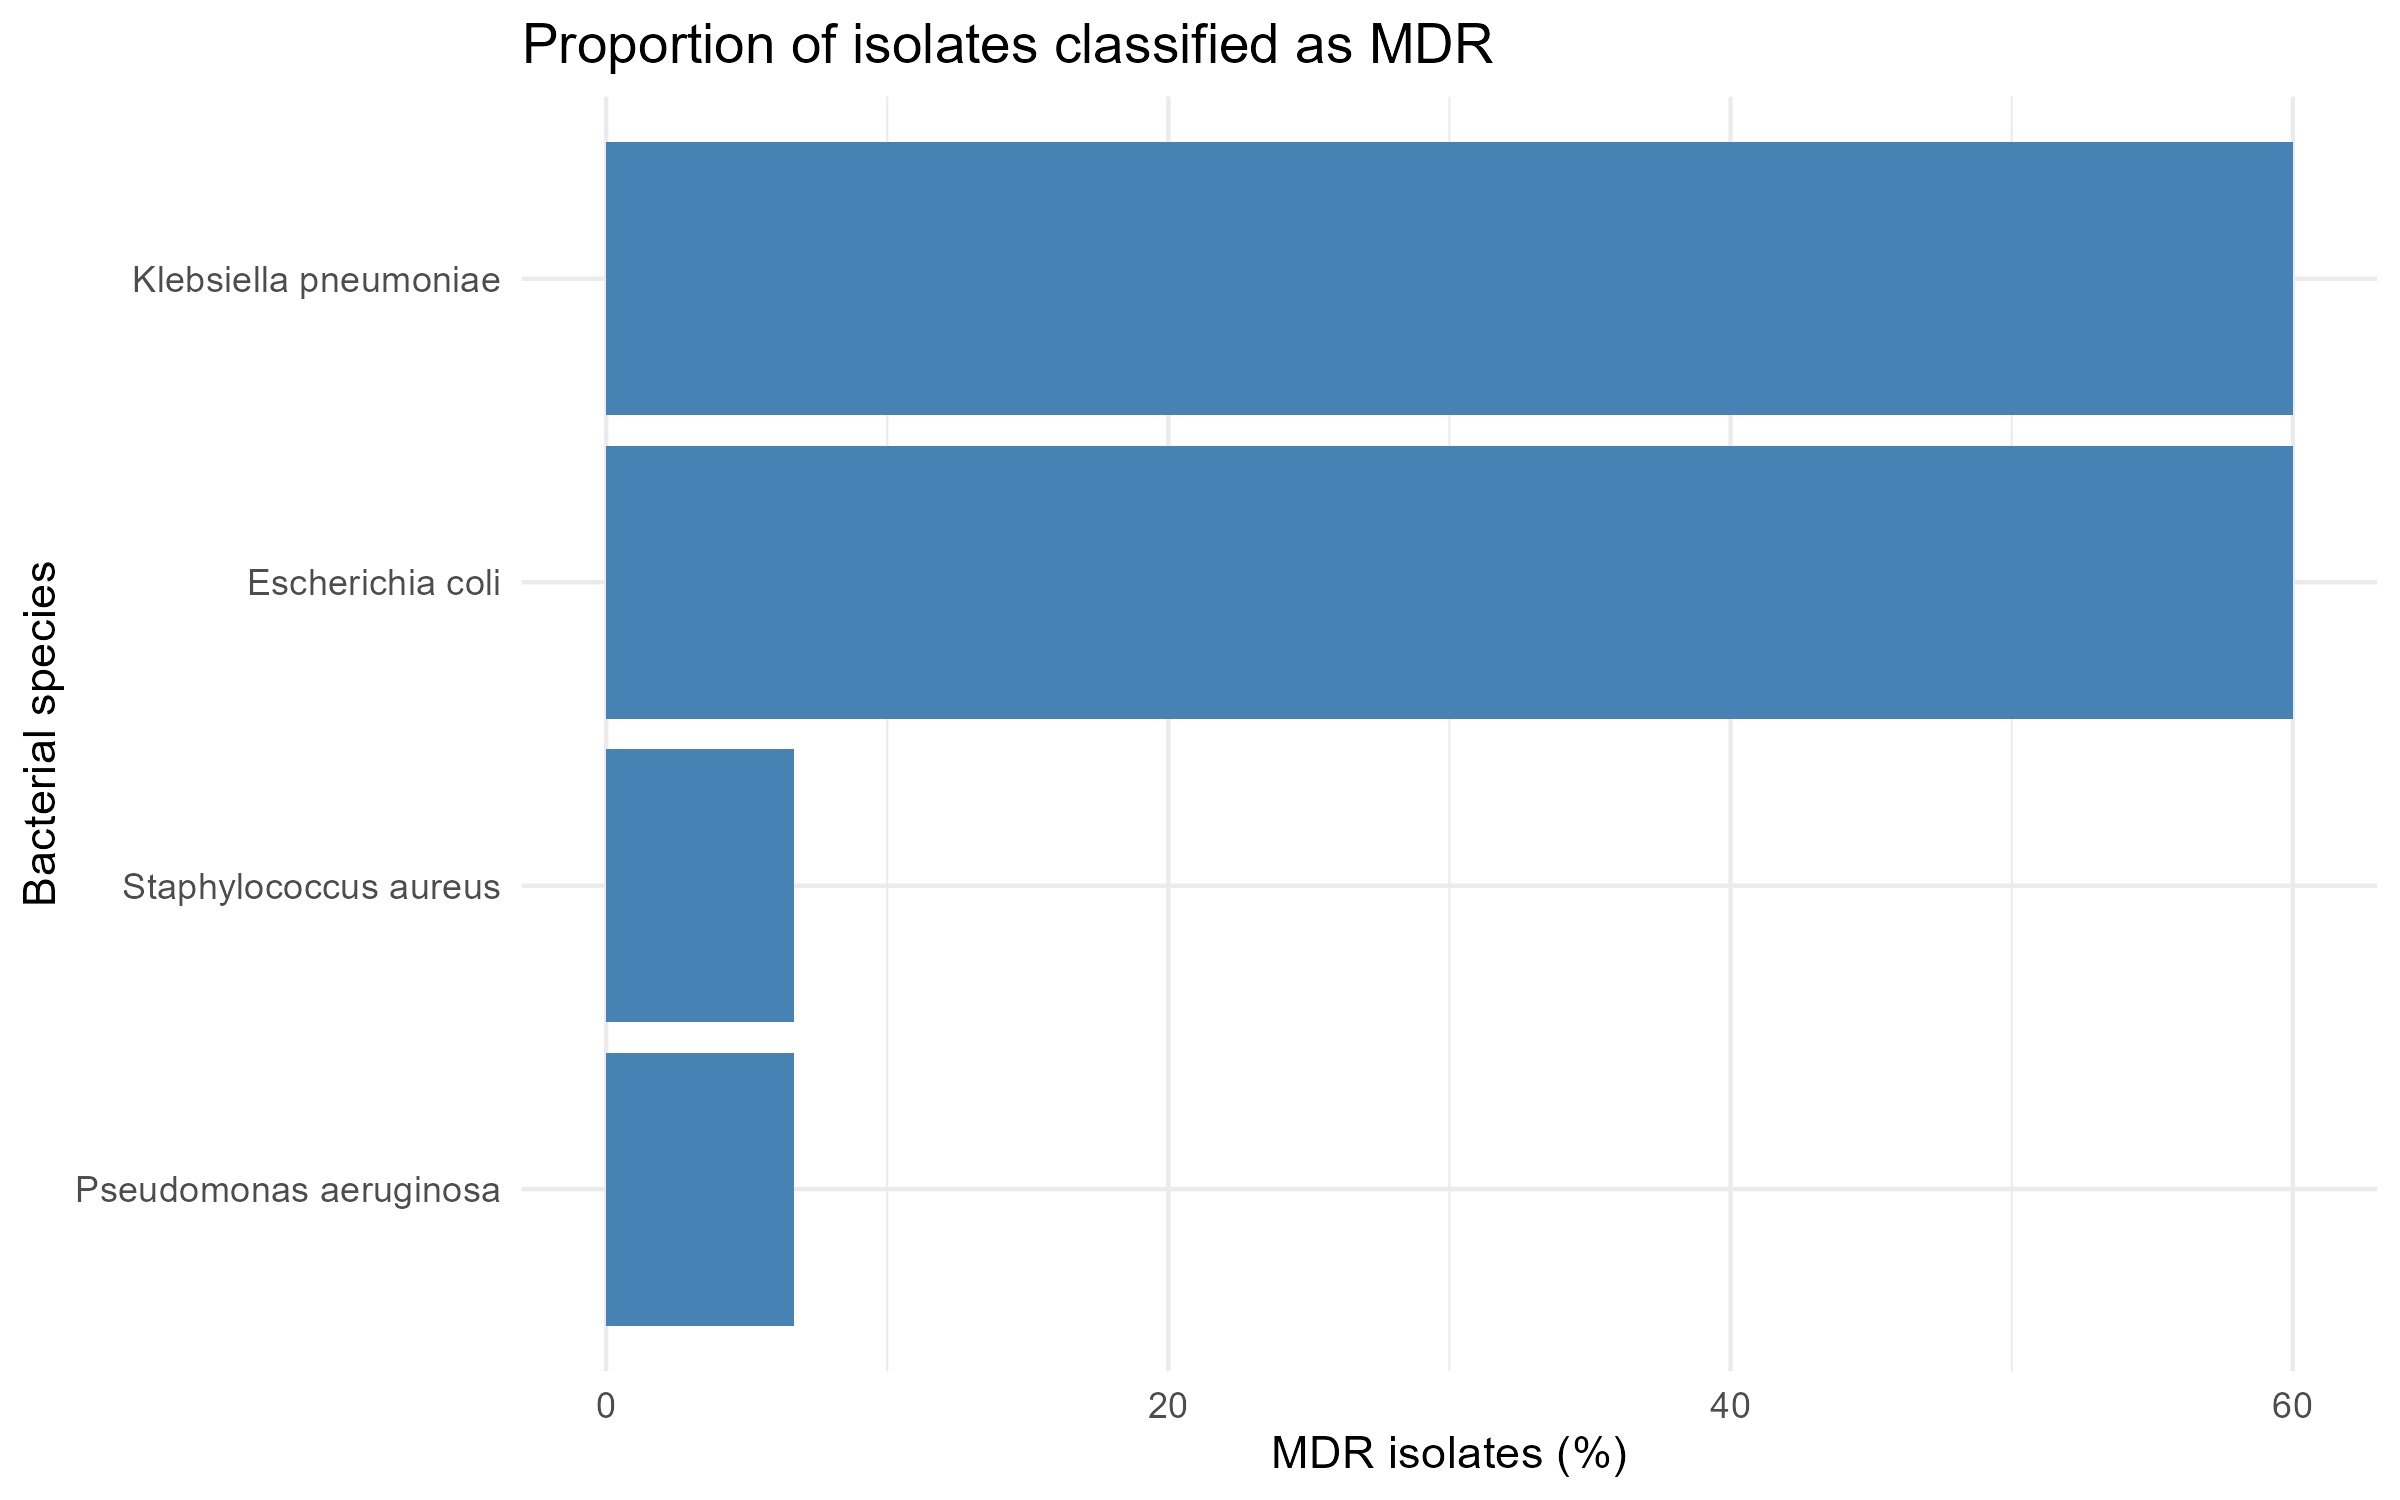 Proportion of isolates classified as MDR
Bacterial species
Klebsiella pneumoniae
Escherichia coli
Staphylococcus aureus
Pseudomonas aeruginosa
0 20 40 60
MDR isolates (%)